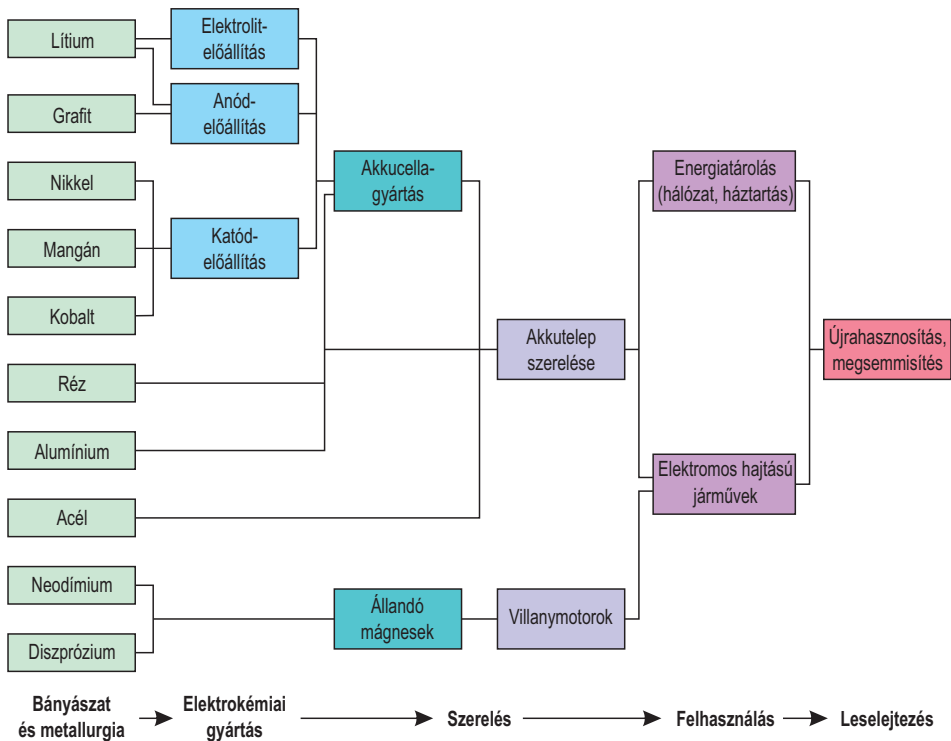 Lítium
Grafit
Nikkel
Mangán
Kobalt
Réz
Alumínium
Acél
Neodímium
Diszprózium
Elektrolit-
előállítás
Anód-
előállítás
Katód-
előállítás
Akkucella-
gyártás
Állandó
mágnesek
Akkutelep
szerelése
Villanymotorok
Energiatárolás
(hálózat, háztartás)
Elektromos hajtású
járművek
Újrahasznosítás,
megsemmisítés
Bányászat
és metallurgia
Elektrokémiai
gyártás
Szerelés
Felhasználás
Leselejtezés